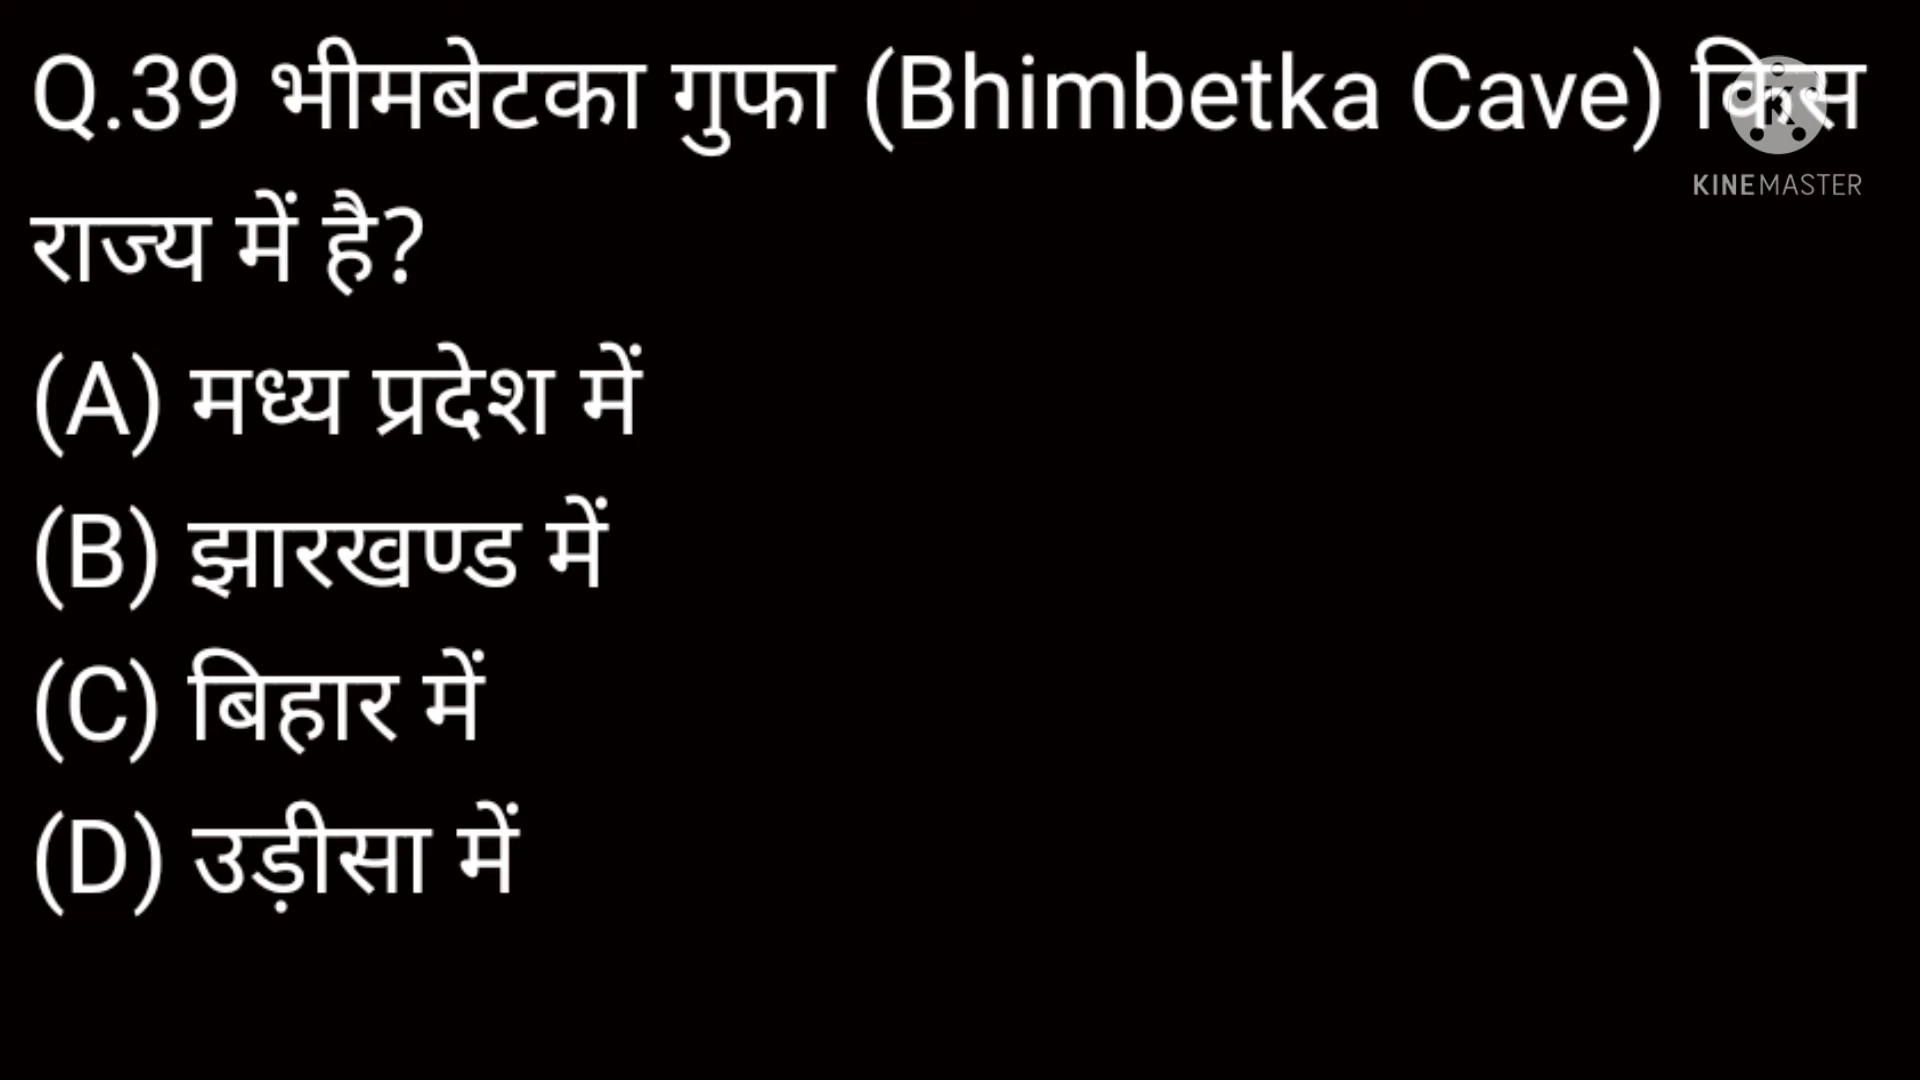 Q.39 भीमबेटका गुफा (Bhimbetka Cave) किस
राज्य में है?
(A) मध्य प्रदेश में
(B) झारखण्ड में
(C) बिहार में
(D) उड़ीसा में
K
KINEMASTER